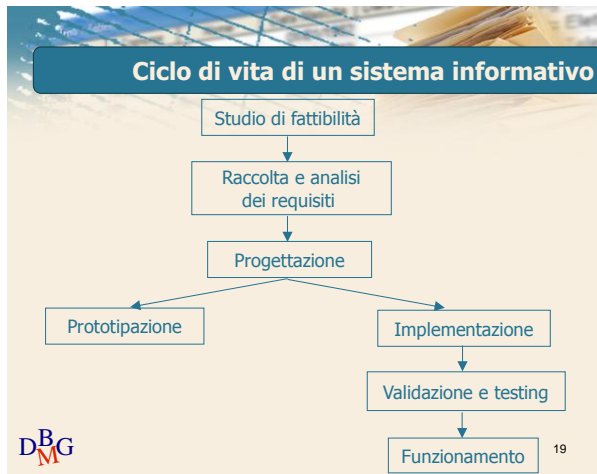 Ciclo di vita di un sistema informativo
Studio di fattibilità
Raccolta e analisi
dei requisiti
Progettazione
Prototipazione
Implementazione
Validazione e testing
Funzionamento
DBMG
19